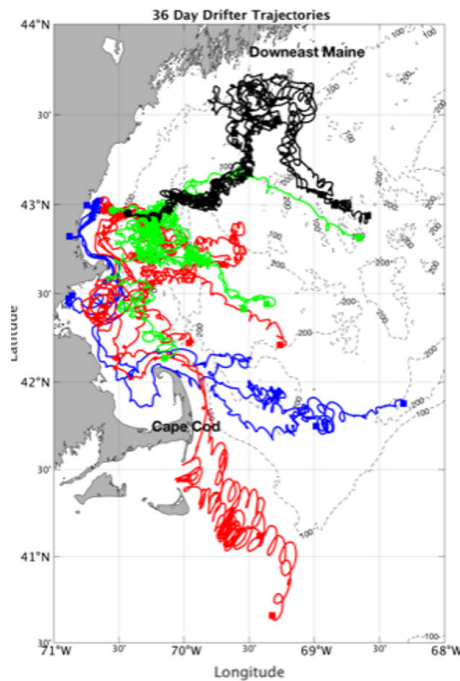 36 Day Drifter Trajectories
44°N
Downeast Maine
30'
43°N
30'
42°N
Cape Cod
30'
41°N
30'
71°W 30' 70°W 30' 69°W 30' 68°W
Latitude
Longitude
100
200
-100-